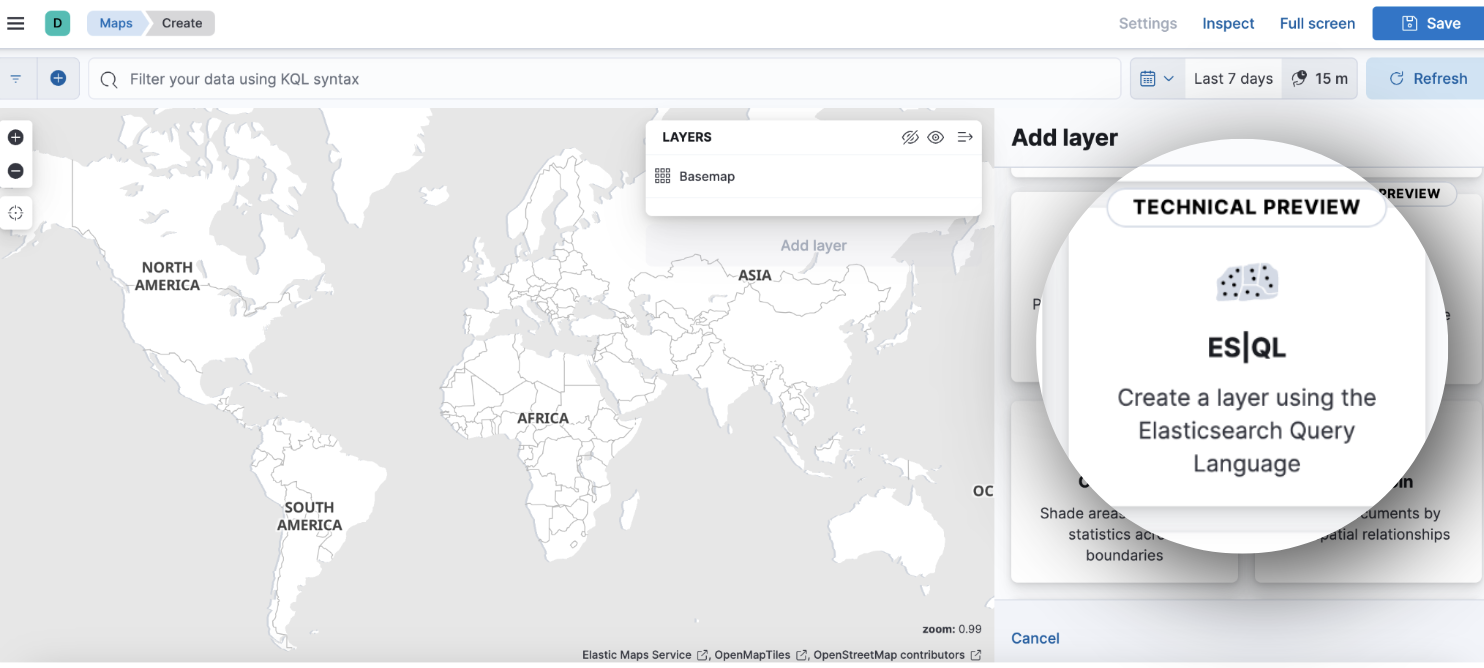 D Maps Create Settings Inspect Full screen Save
Filter your data using KQL syntax Last 7 days 15 m Refresh
LAYERS
Basemap
Add layer
NORTH
AMERICA
ASIA
AFRICA
SOUTH
AMERICA
OC
zoom: 0.99
Elastic Maps Service, OpenMapTiles, OpenStreetMap contributors
Add layer
PREVIEW
TECHNICAL PREVIEW
ES|QL
Create a layer using the
Elasticsearch Query
Language
Shade areas
statistics
boundaries
by
relationships
Cancel